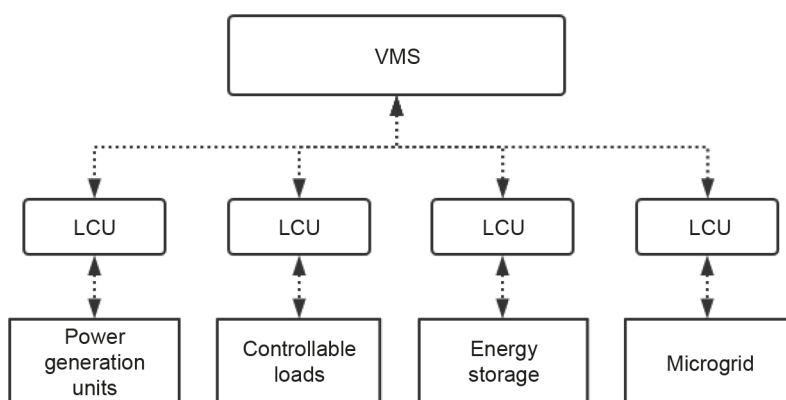 VMS
LCU
LCU
LCU
LCU
Power
generation
units
Controllable
loads
Energy
storage
Microgrid